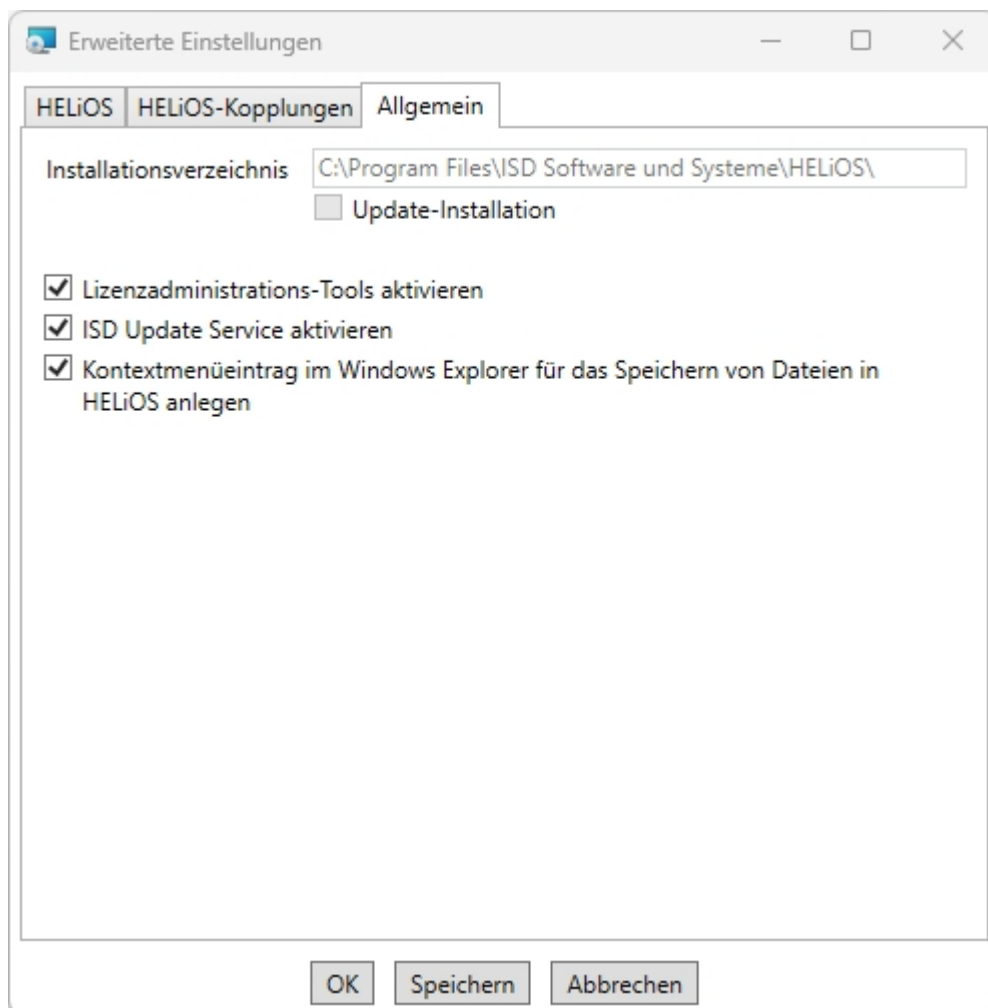 Erweiterte Einstellungen
HELiOS HELiOS-Kopplungen Allgemein
Installationsverzeichnis C:\Program Files\ISD Software und Systeme\HELiOS\
Update-Installation
Lizenzadministrations-Tools aktivieren
ISD Update Service aktivieren
Kontextmenüeintrag im Windows Explorer für das Speichern von Dateien in
HELiOS anlegen
OK Speichern Abbrechen